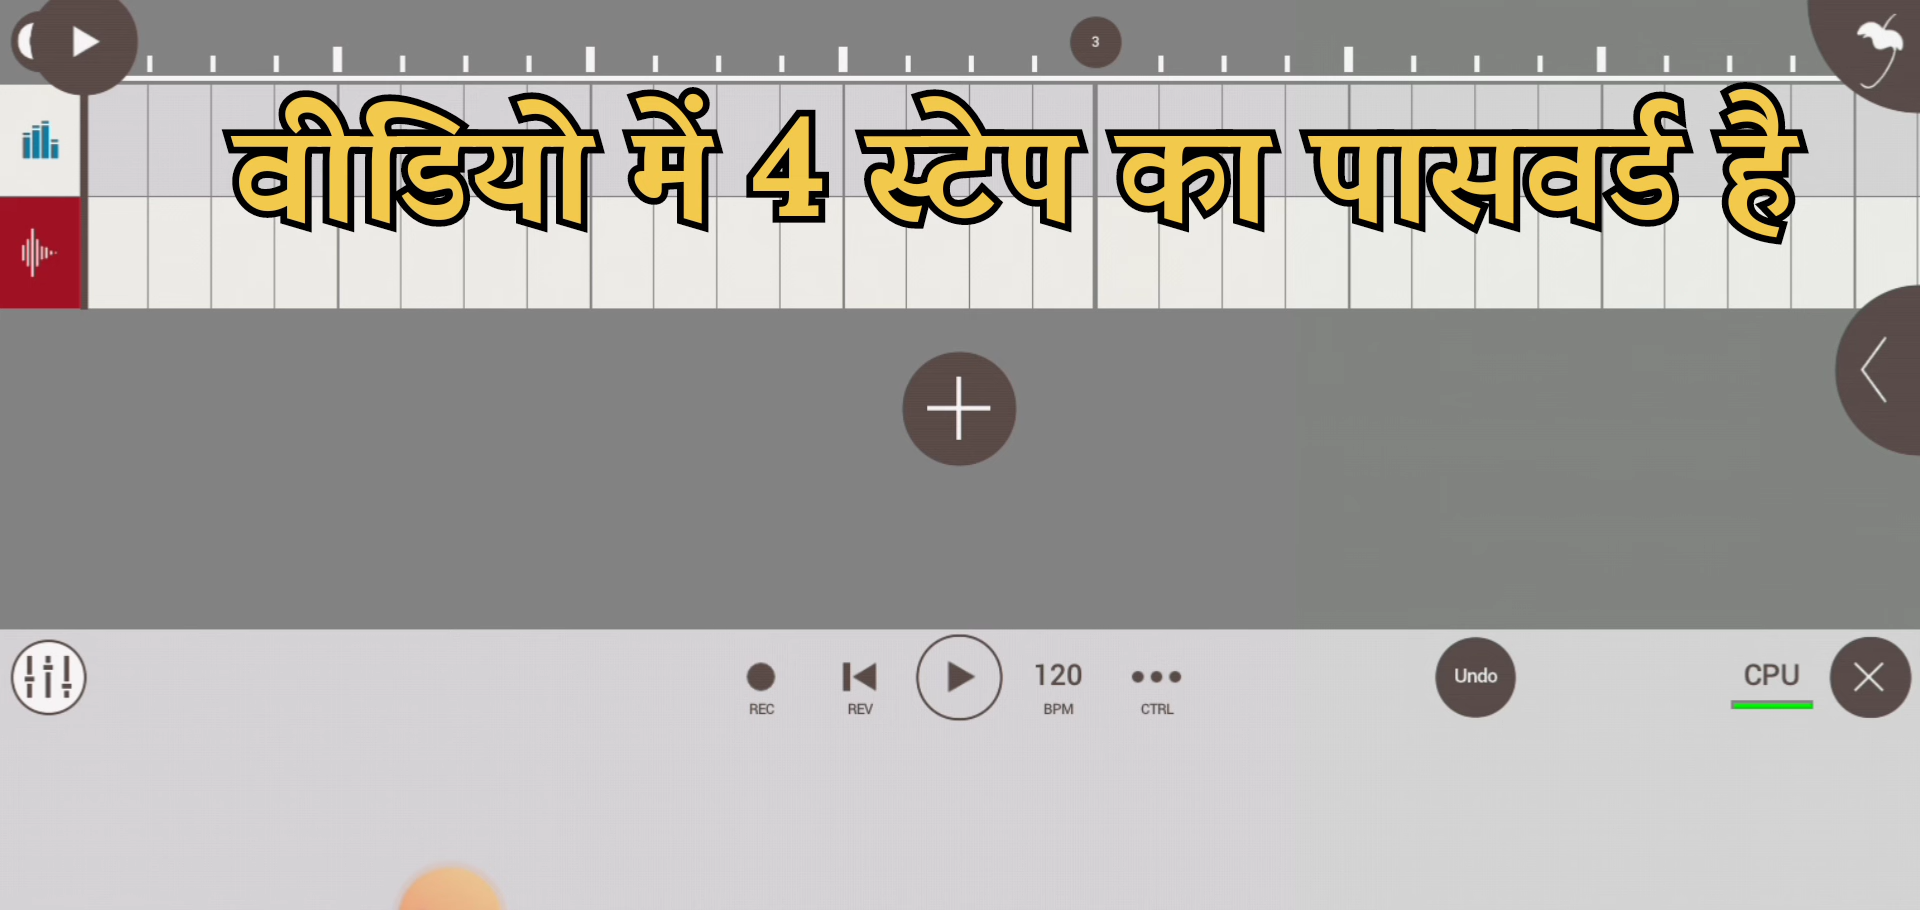 3
वीडियो में 4 स्टेप का पासवर्ड है
120
Undo
CPU
REC
REV
BPM
CTRL